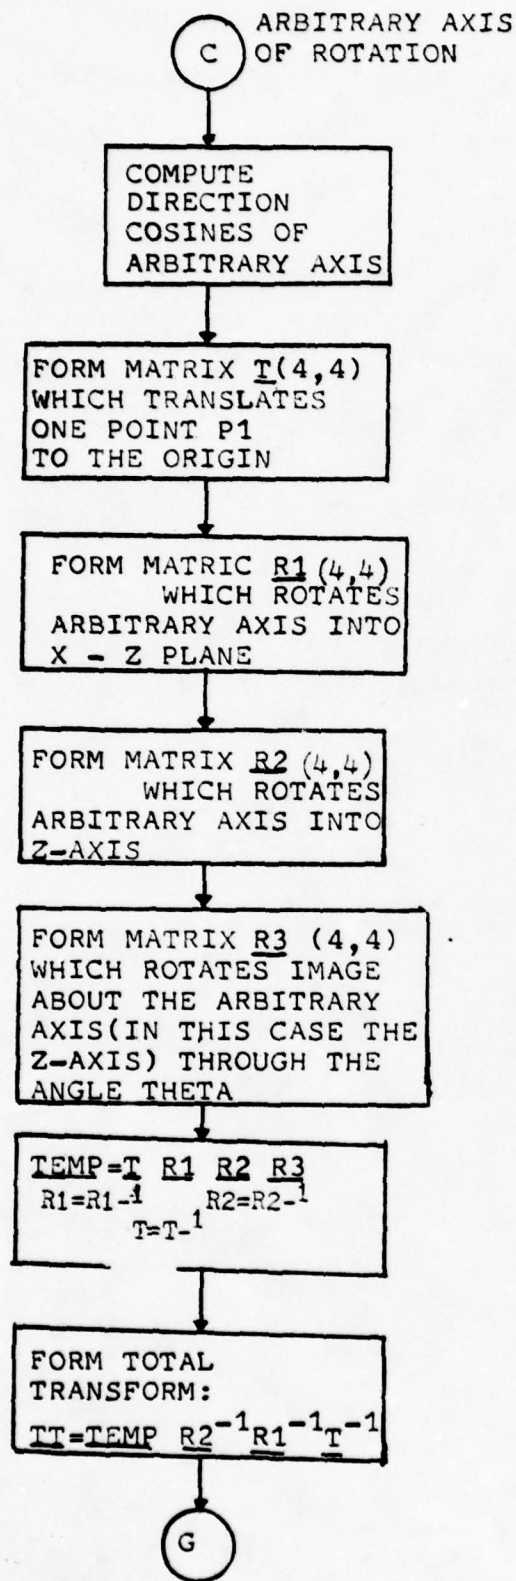 ARBITRARY AXIS
C OF ROTATION
COMPUTE
DIRECTION
COSINES OF
ARBITRARY AXIS
FORM MATRIX T(4,4)
WHICH TRANSLATES
ONE POINT P1
TO THE ORIGIN
FORM MATRIC R1 (4,4)
WHICH ROTATES
ARBITRARY AXIS INTO
X - Z PLANE
FORM MATRIX R2 (4,4)
WHICH ROTATES
ARBITRARY AXIS INTO
Z-AXIS
FORM MATRIX R3 (4,4)
WHICH ROTATES IMAGE
ABOUT THE ARBITRARY
AXIS(IN THIS CASE THE
Z-AXIS) THROUGH THE
ANGLE THETA
TEMP=T R1 R2 R3
R1=R1-¹ R2=R2-¹
T=T-¹
FORM TOTAL
TRANSFORM:
TT=TEMP R2⁻¹R1⁻¹T⁻¹
G